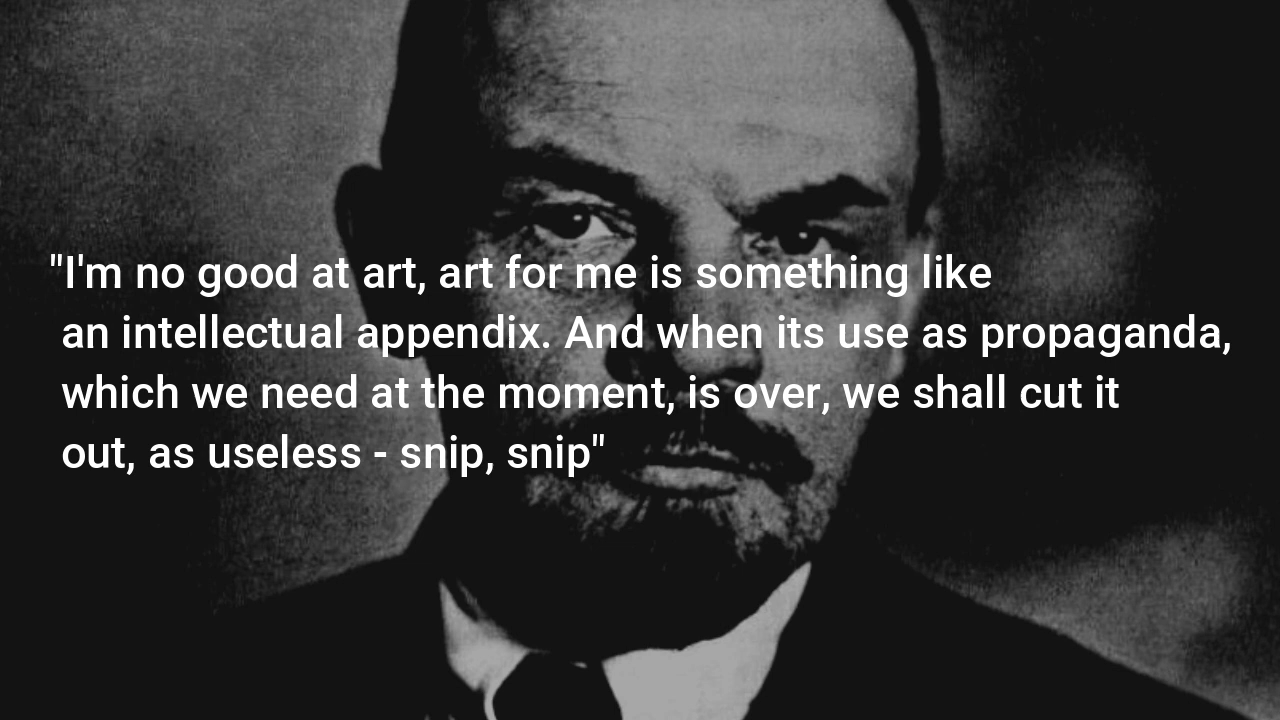 "I'm no good at art, art for me is something like
an intellectual appendix. And when its use as propaganda,
which we need at the moment, is over, we shall cut it
out, as useless - snip, snip"